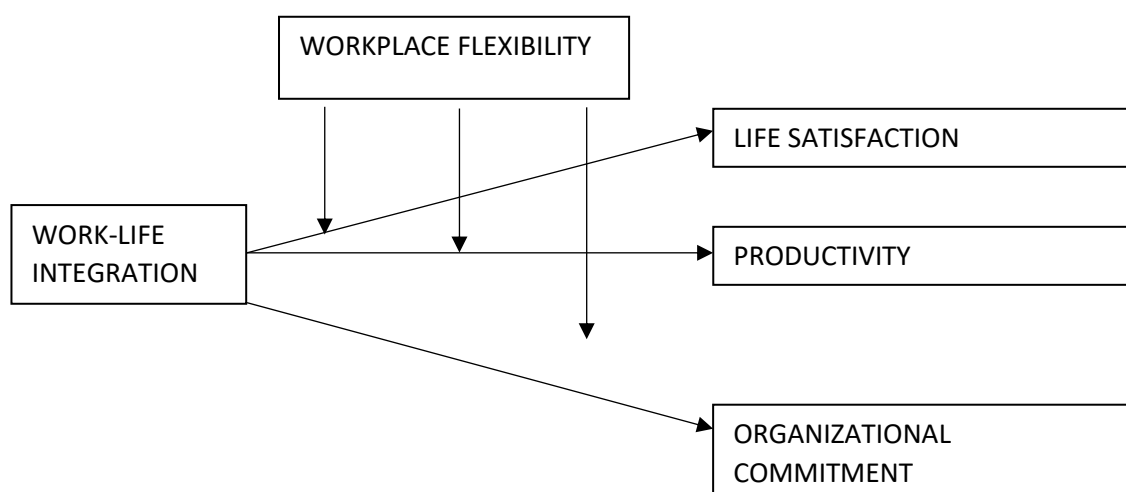 WORKPLACE FLEXIBILITY
LIFE SATISFACTION
WORK-LIFE
INTEGRATION
PRODUCTIVITY
ORGANIZATIONAL
COMMITMENT